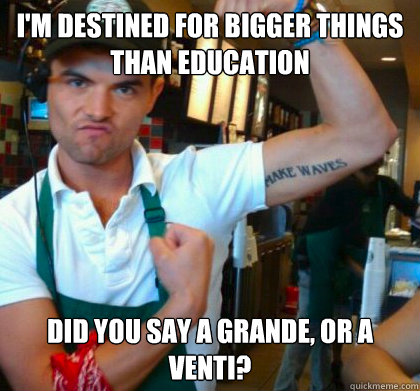 I'M DESTINED FOR BIGGER THINGS
THAN EDUCATION
MAKE WAVES
DID YOU SAY A GRANDE, OR A
VENTI?
quickmeme.com